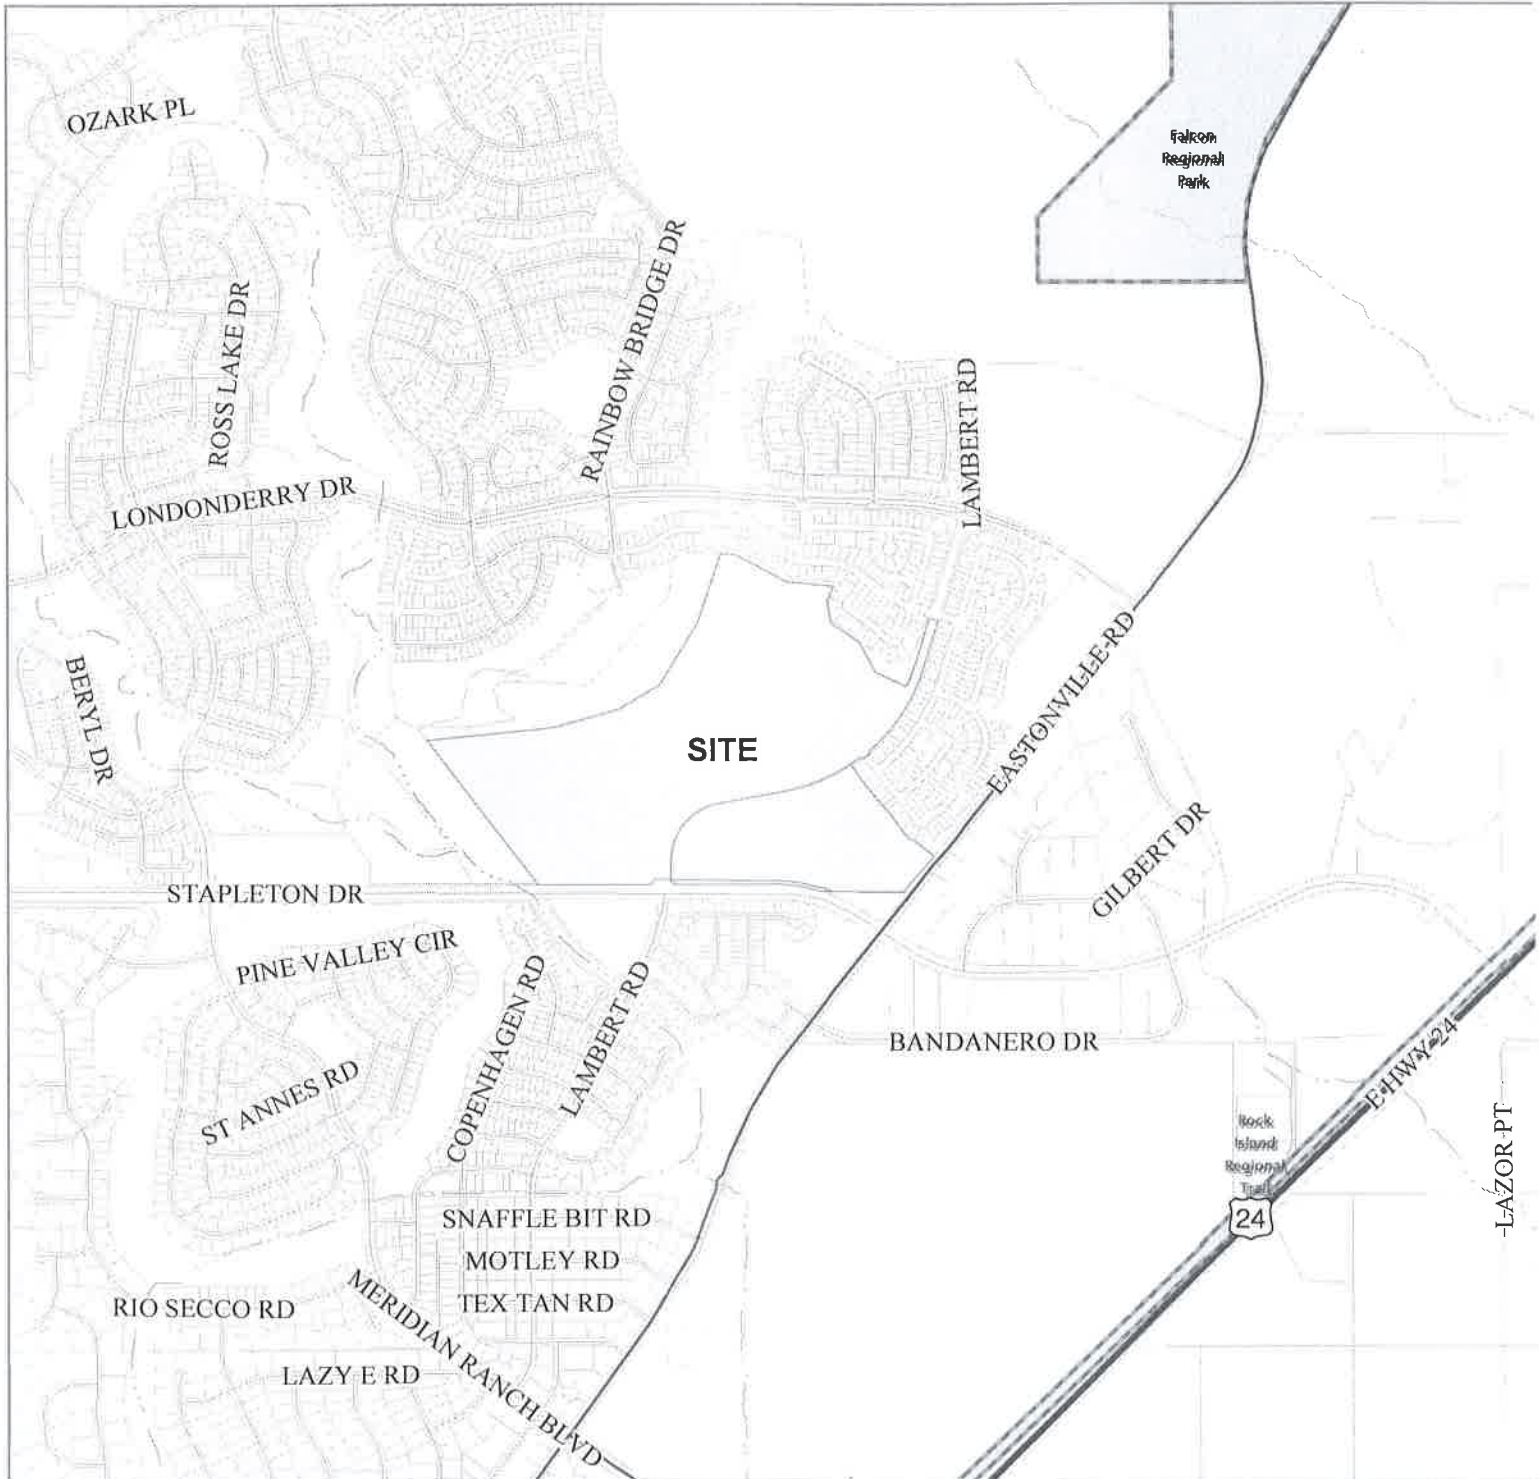 OZARK PL
Falcon
Regional
Park
RAINBOW BRIDGE DR
ROSS LAKE DR
LAMBERT RD
LONDONDERRY DR
EASTONVILLE RD
BERYL DR
SITE
GILBERT DR
STAPLETON DR
PINE VALLEY CIR
COPENHAGEN RD
LAMBERT RD
BANDANERO DR
E HWY 24
ST ANNES RD
Rock
Island
Regional
Trail
LAZOR PT
24
SNAFFLE BIT RD
MOTLEY RD
TEX TAN RD
RIO SECCO RD
MERIDIAN RANCH BLVD
LAZY E RD